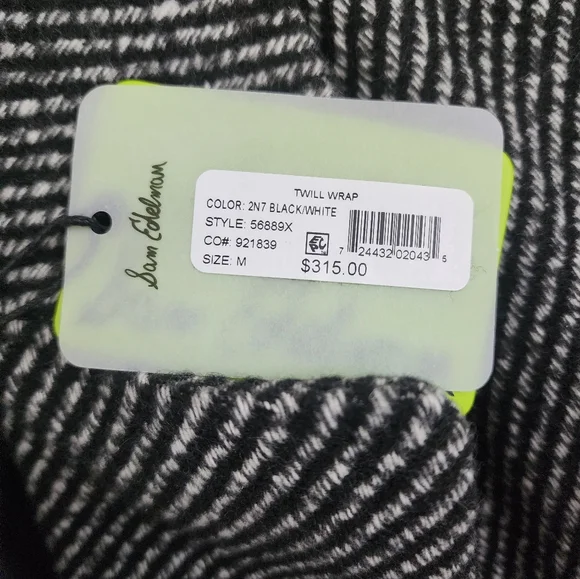 Sam Edelman
TWILL WRAP
COLOR: 2N7 BLACK/WHITE
STYLE: 56889X
CO#: 921839
SIZE: M
7 24432 02043 5
$315.00